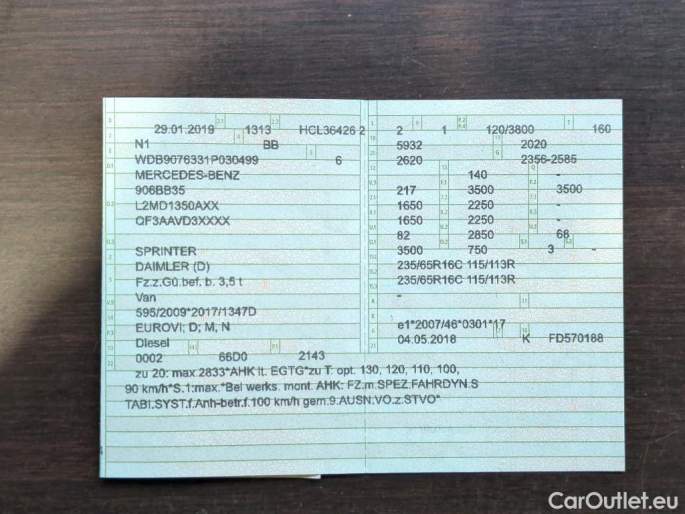 29.01.2019 1313 HCL36426 2
N1 BB
WDB9076331P030499 6
MERCEDES-BENZ
906BB35
L2MD1350AXX
QF3AAVD3XXXX
SPRINTER
DAIMLER (D)
Fz.z.Gü.bef. b. 3,5 t
Van
595/2009*2017/1347D
EUROVI; D; M, N
Diesel
0002 66D0 2143
2 1 120/3800 160
5932 2020
2620 2356-2585
140 -
217 3500 3500
1650 2250 -
1650 2250 -
82 2850 66
3500 750 3 -
235/65R16C 115/113R
235/65R16C 115/113R
-
e1*2007/46*0301*17
04.05.2018 K FD570188
zu 20: max.2833*AHK lt. EGTG*zu T: opt. 130, 120, 110, 100,
90 km/h*S.1:max.*Bei werks. mont. AHK: FZ.m.SPEZ.FAHRDYN.S
TABI.SYST.f.Anh-betr.f.100 km/h gem.9.AUSN.VO.z.STVO*
CarOutlet.eu